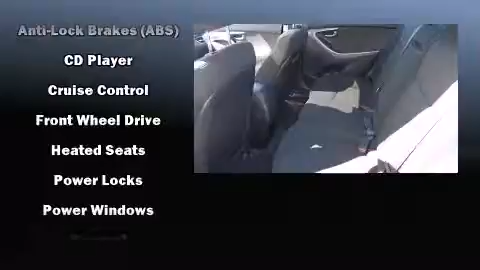 Anti-Lock Brakes (ABS)
CD Player
Cruise Control
Front Wheel Drive
Heated Seats
Power Locks
Power Windows